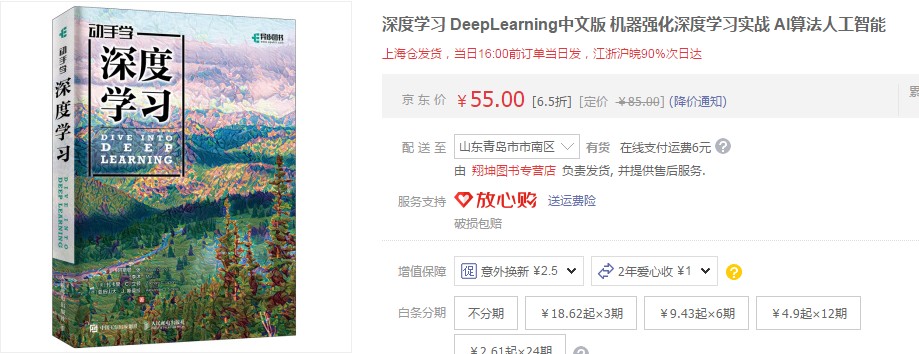 异步图书
动手学
深度学习
DIVE INTO DEEP LEARNING
动手学
深度
学习
DIVE INTO
DEEP
LEARNING
人民邮电出版社
深度学习 DeepLearning中文版 机器强化深度学习实战 AI算法人工智能
上海仓发货，当日16:00前订单当日发，江浙沪皖90%次日达
京东价 ￥55.00 [6.5折] [定价 ￥85.00] (降价通知)
累
配送至 山东青岛市市南区 有货 在线支付运费6元 ?
由 翔坤图书专营店 负责发货, 并提供售后服务.
服务支持 放心购 送运费险
破损包赔
增值保障 促 意外换新 ¥2.5 2年爱心收 ¥1 ?
白条分期 不分期 ￥18.62起×3期 ￥9.43起×6期 ￥4.9起×12期
￥2.61起×24期 ?